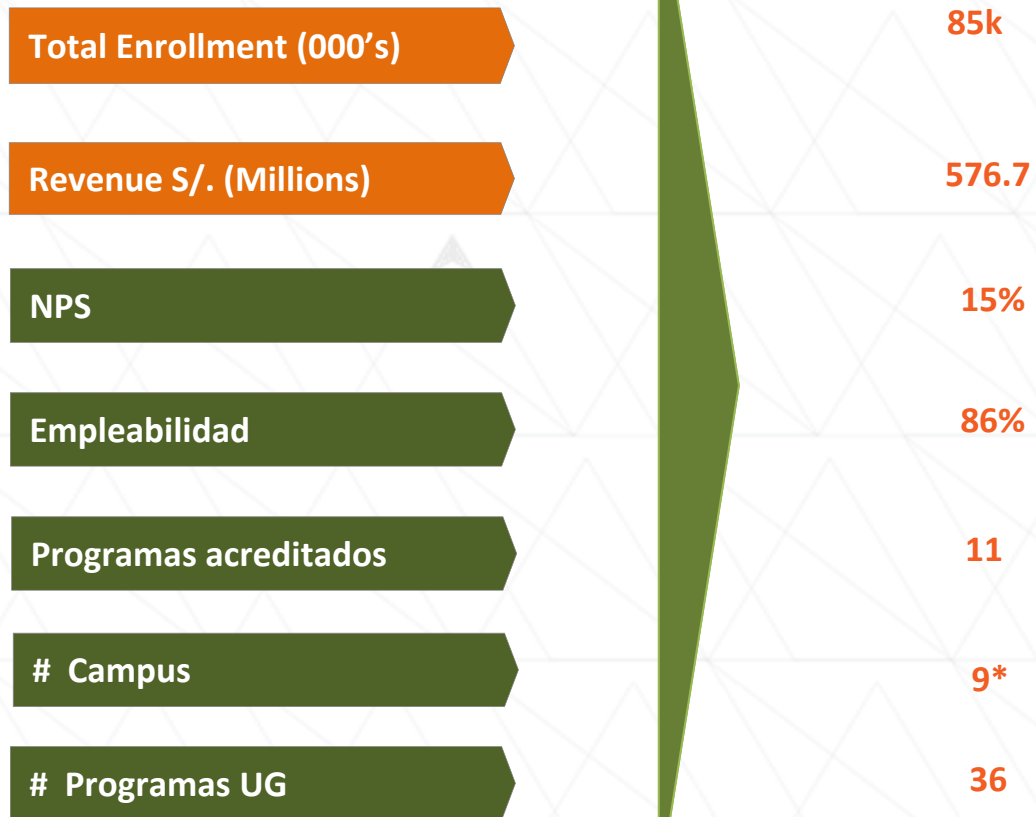 Total Enrollment (000’s) 85k
Revenue S/. (Millions) 576.7
NPS 15%
Empleabilidad 86%
Programas acreditados 11
# Campus 9*
# Programas UG 36